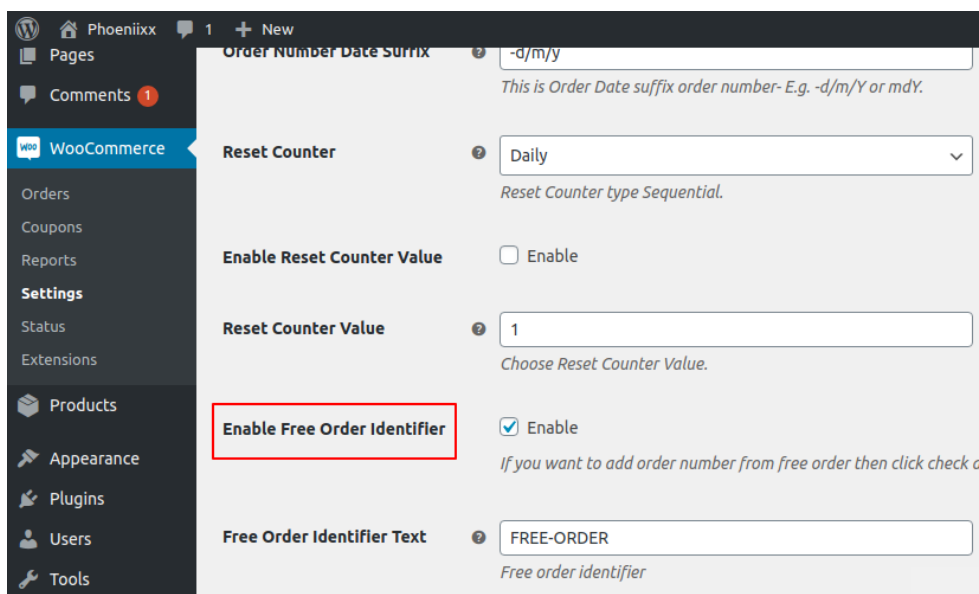 Phoeniixx 1 + New
Pages
Comments 1
WooCommerce
Orders
Coupons
Reports
Settings
Status
Extensions
Products
Appearance
Plugins
Users
Tools
Order Number Date Suffix
-d/m/y
This is Order Date suffix order number- E.g. -d/m/Y or mdY.
Reset Counter
Daily
Reset Counter type Sequential.
Enable Reset Counter Value
Enable
Reset Counter Value
1
Choose Reset Counter Value.
Enable Free Order Identifier
Enable
If you want to add order number from free order then click check
Free Order Identifier Text
FREE-ORDER
Free order identifier